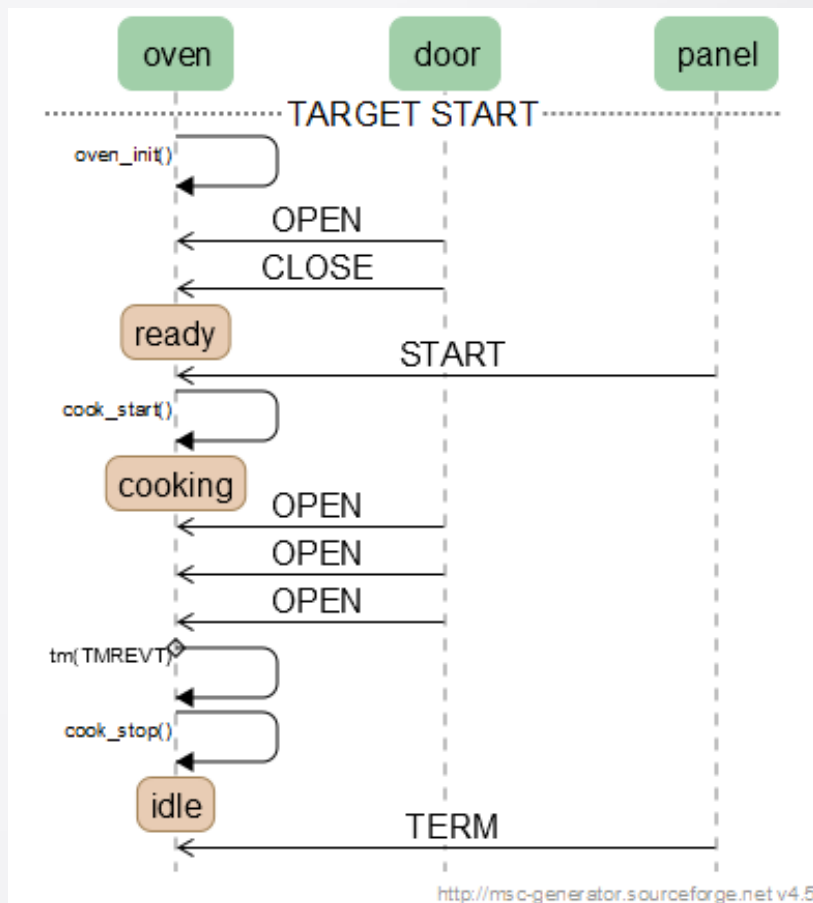 oven door panel
TARGET START
oven_init()
OPEN
CLOSE
ready
START
cook_start()
cooking
OPEN
OPEN
OPEN
tm(TMREVT)
cook_stop()
idle
TERM
http://msc-generator.sourceforge.net v4.5